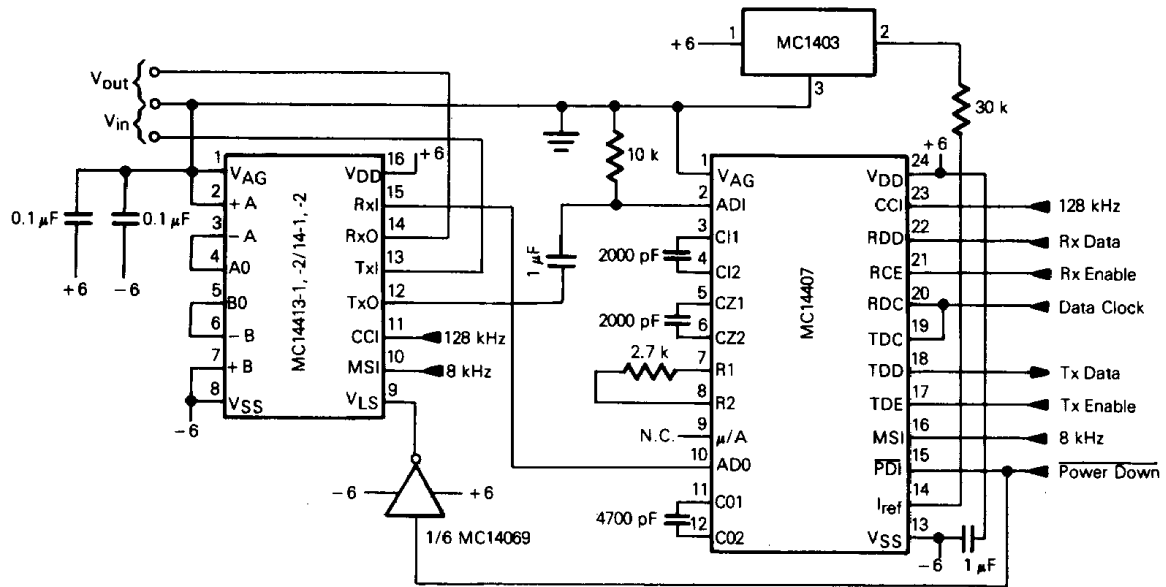 +6
1
MC1403
2
3
30 k
Vout
Vin
10 k
0.1 µF
0.1 µF
+6
-6
1 VAG
2 +A
3 -A
4 A0
5 B0
6 -B
7 +B
8 VSS
-6
MC14413-1, -2/14-1, -2
VDD 16
+6
RxI 15
RxO 14
TxI 13
TxO 12
CCI 11
128 kHz
MSI 10
8 kHz
VLS 9
-6
+6
1/6 MC14069
1 µF
2000 pF
2000 pF
2.7 k
N.C.
4700 pF
1 VAG
2 ADI
3 CI1
4 CI2
5 CZ1
6 CZ2
7 R1
8 R2
9 µ/A
10 AD0
11 C01
12 C02
MC14407
+6
VDD 24
CCI 23
128 kHz
RDD 22
Rx Data
RCE 21
Rx Enable
RDC 20
Data Clock
TDC 19
TDD 18
Tx Data
TDE 17
Tx Enable
MSI 16
8 kHz
PDI 15
Power Down
Iref 14
VSS 13
-6
1 µF